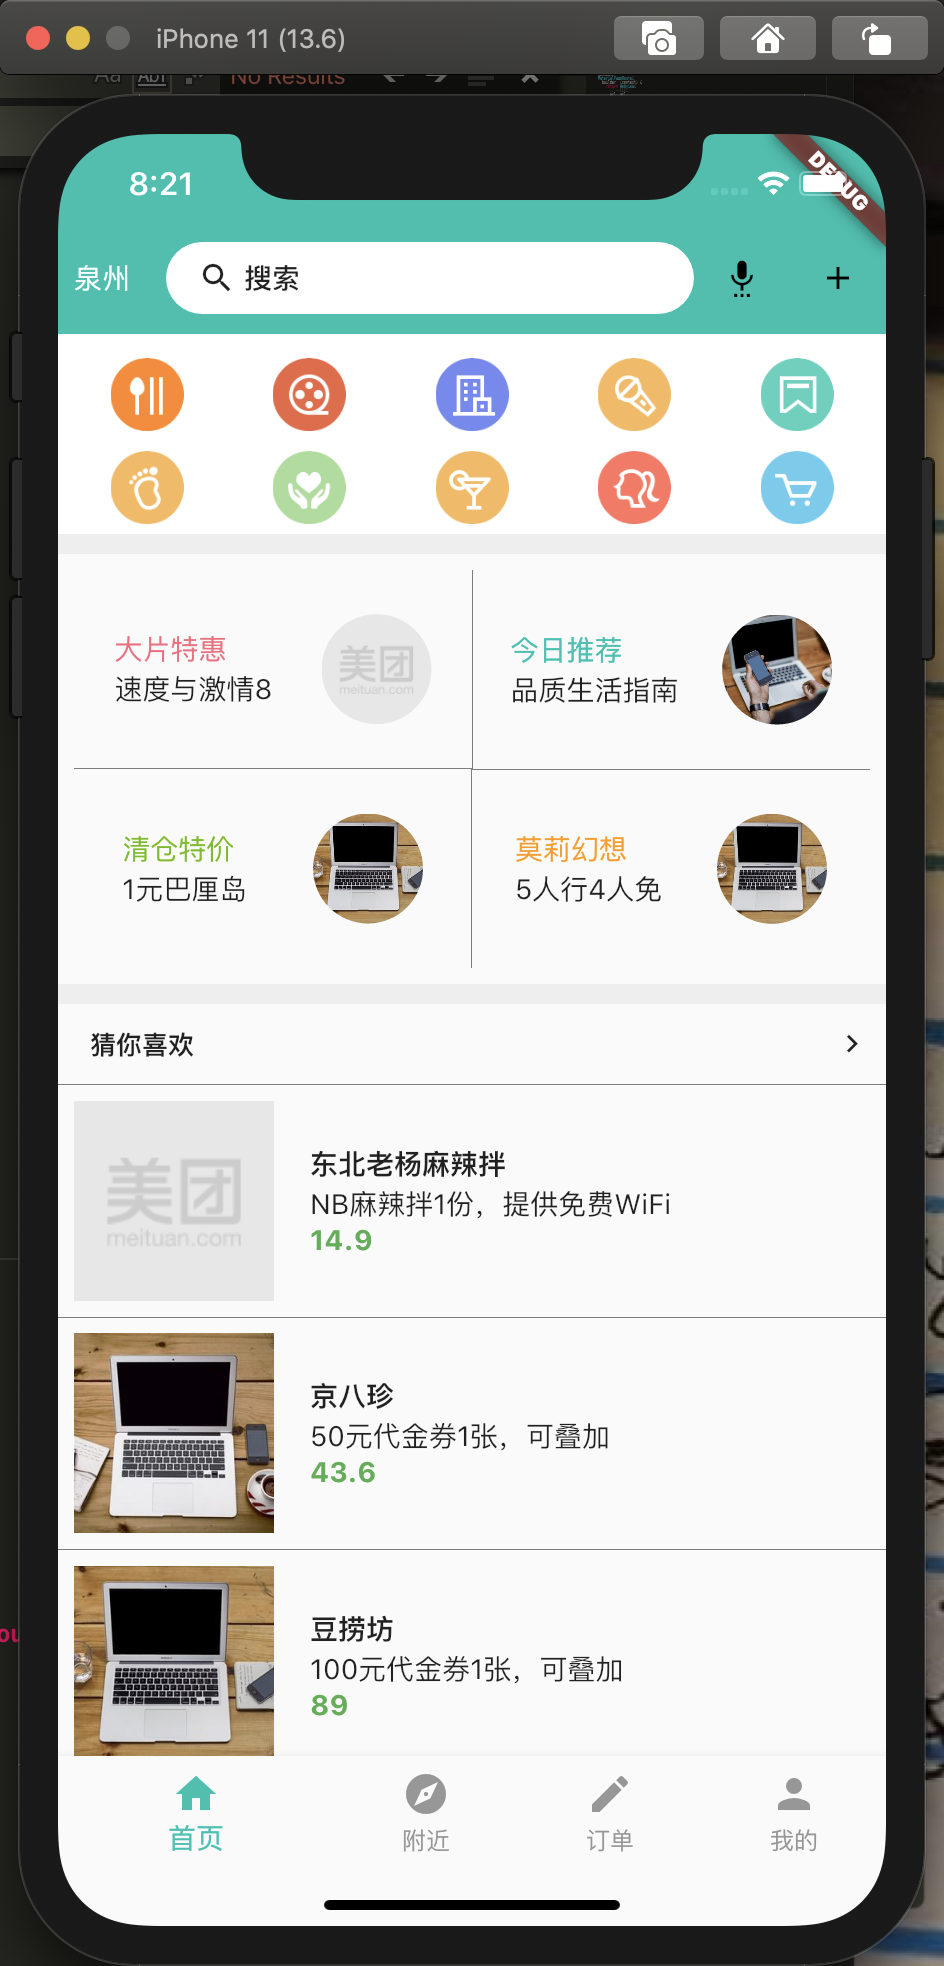 iPhone 11 (13.6)
Aa
No Results
8:21
DEBUG
泉州
搜索
大片特惠
速度与激情8
美团
meituan.com
今日推荐
品质生活指南
清仓特价
1元巴厘岛
莫莉幻想
5人行4人免
猜你喜欢
美团
meituan.com
东北老杨麻辣拌
NB麻辣拌1份，提供免费WiFi
14.9
京八珍
50元代金券1张，可叠加
43.6
豆捞坊
100元代金券1张，可叠加
89
首页
附近
订单
我的